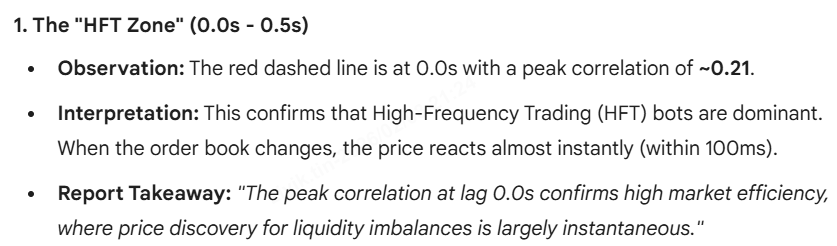 1. The "HFT Zone" (0.0s - 0.5s)
• Observation: The red dashed line is at 0.0s with a peak correlation of ~0.21.
• Interpretation: This confirms that High-Frequency Trading (HFT) bots are dominant.
When the order book changes, the price reacts almost instantly (within 100ms).
• Report Takeaway: "The peak correlation at lag 0.0s confirms high market efficiency,
where price discovery for liquidity imbalances is largely instantaneous."